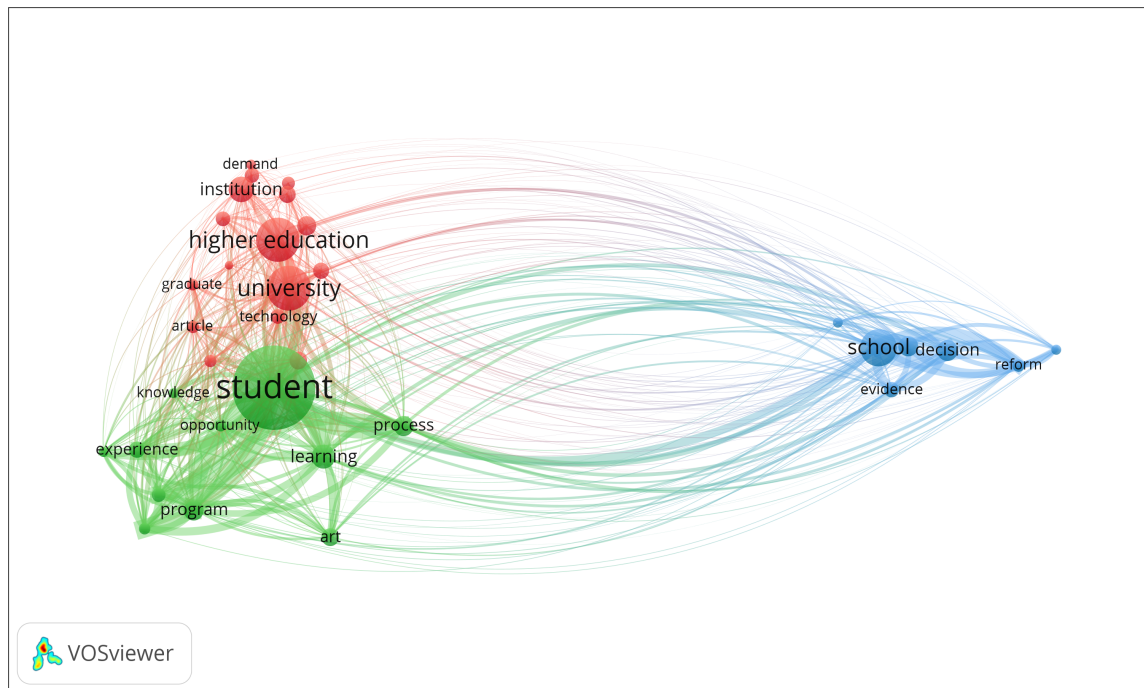 demand
institution
higher education
graduate
university
technology
article
student
knowledge
opportunity
process
experience
learning
program
art
school
decision
reform
evidence
VOSviewer